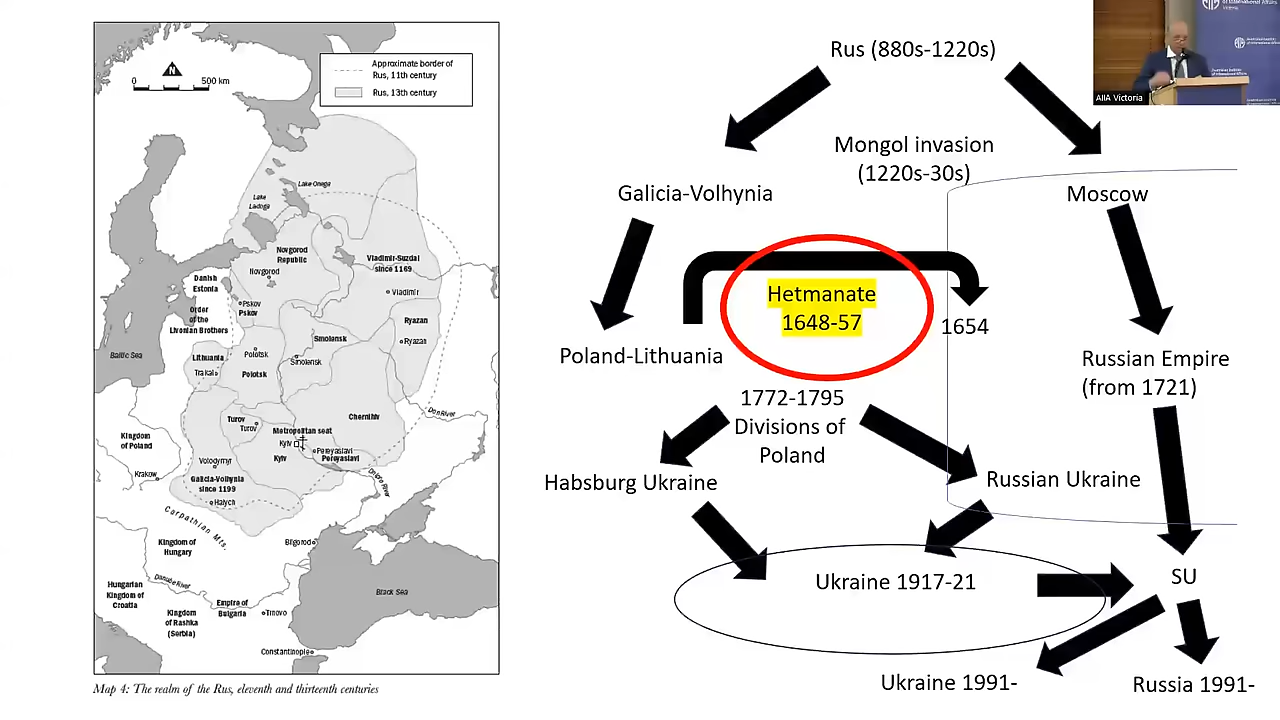 Approximate border of
Rus, 11th century
Rus, 13th century
N
0 500 km
Lake Onega
Lake
Ladoga
Novgorod
Republic
Novgorod
Vladimir-Suzdal
since 1169
Vladimir
Danish
Estonia
Pskov
Pskov
Order
of the
Livonian Brothers
Ryazan
Ryazan
Smolensk
Smolensk
Baltic Sea
Lithuania
Trakai
Polotsk
Polotsk
Turov
Turov
Chernihiv
Don River
Metropolitan seat
Kyiv
Kyiv
Pereyaslavl
Pereyaslavl
Kingdom
of Poland
Krakow
Volodymyr
Galicia-Volhynia
since 1199
Halych
Dnipro River
Carpathian Mts.
Kingdom of
Hungary
Bilgorod
Danube River
Hungarian
Kingdom of
Croatia
Kingdom
of Rashka
(Serbia)
Empire of
Bulgaria
Trnovo
Black Sea
Constantinople
Map 4: The realm of the Rus, eleventh and thirteenth centuries
Rus (880s-1220s)
Mongol invasion
(1220s-30s)
Galicia-Volhynia
Moscow
Hetmanate
1648-57
1654
Poland-Lithuania
Russian Empire
(from 1721)
1772-1795
Divisions of
Poland
Habsburg Ukraine
Russian Ukraine
Ukraine 1917-21
SU
Ukraine 1991-
Russia 1991-
of International Affairs
Victoria
AIIA Victoria